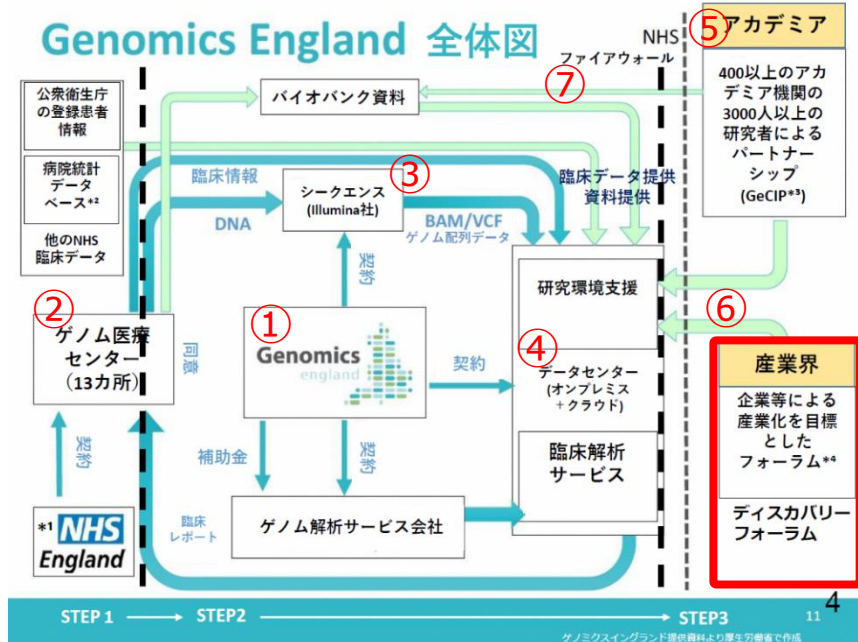 Genomics England 全体図
NHS
ファイアウォール
⑤
アカデミア
400以上のアカ
デミア機関の
3000人以上の
研究者による
パートナー
シップ
(GeCIP*³)
⑦
公衆衛生庁
の登録患者
情報
病院統計
データ
ベース*²
他のNHS
臨床データ
バイオバンク資料
臨床情報
③
シークエンス
(Illumina社)
DNA
BAM/VCF
ゲノム配列データ
臨床データ提供
資料提供
契約
②
ゲノム医療
センター
(13カ所)
同意
①
Genomics
england
契約
研究環境支援
④
データセンター
(オンプレミス
+クラウド)
臨床解析
サービス
⑥
産業界
企業等による
産業化を目標
とした
フォーラム*⁴
ディスカバリー
フォーラム
契約
補助金
契約
*¹ NHS
England
臨床
レポート
ゲノム解析サービス会社
STEP 1
STEP2
STEP3
11
4
ゲノミクスイングランド提供資料より厚生労働省で作成